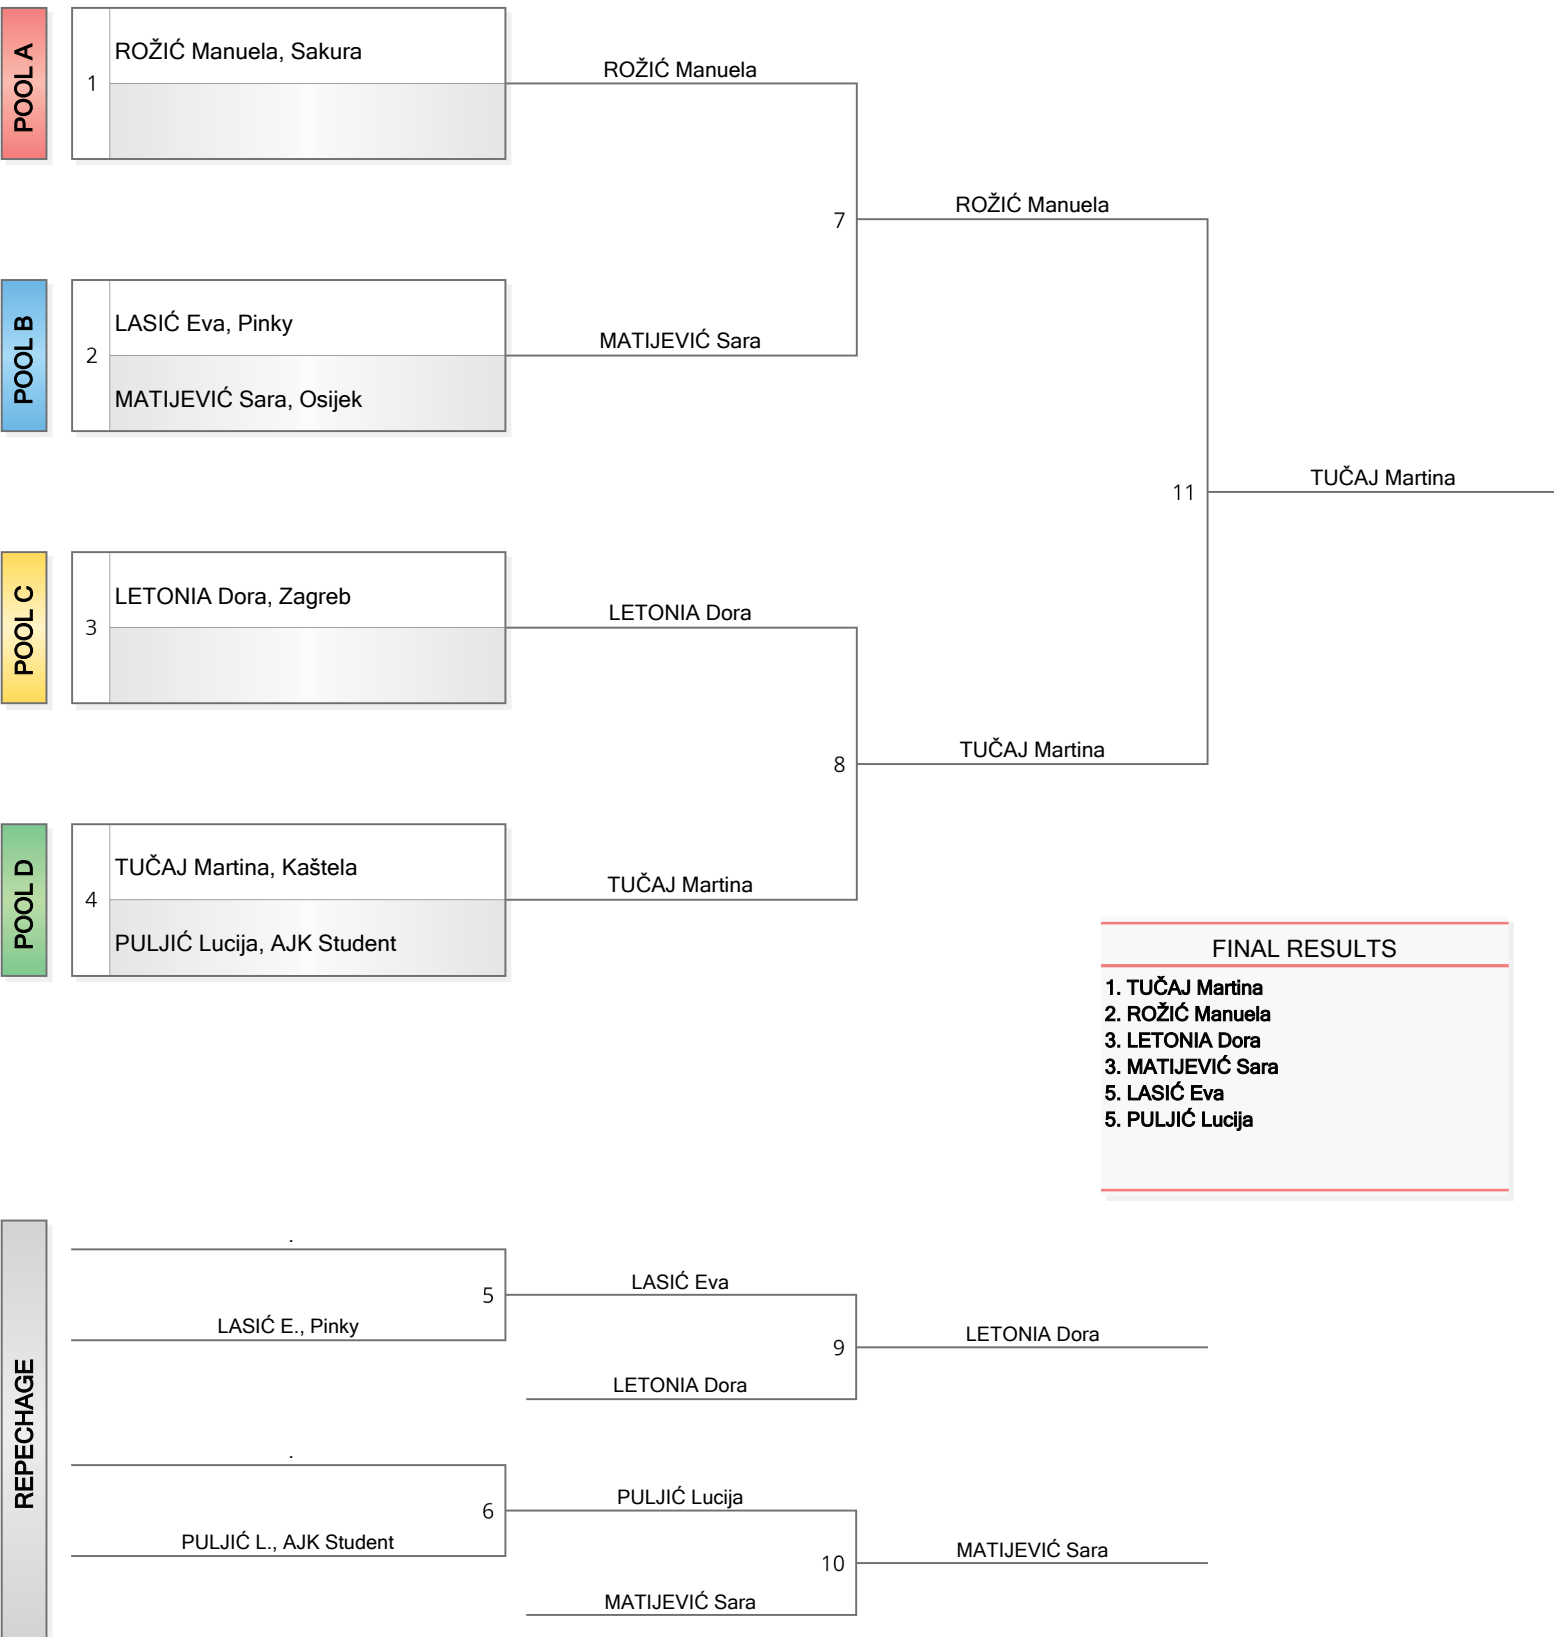 POOL A
1
ROŽIĆ Manuela, Sakura
ROŽIĆ Manuela
7
ROŽIĆ Manuela
POOL B
2
LASIĆ Eva, Pinky
MATIJEVIĆ Sara, Osijek
MATIJEVIĆ Sara
11
TUČAJ Martina
POOL C
3
LETONIA Dora, Zagreb
LETONIA Dora
8
TUČAJ Martina
POOL D
4
TUČAJ Martina, Kaštela
PULJIĆ Lucija, AJK Student
TUČAJ Martina
FINAL RESULTS
1. TUČAJ Martina
2. ROŽIĆ Manuela
3. LETONIA Dora
3. MATIJEVIĆ Sara
5. LASIĆ Eva
5. PULJIĆ Lucija
REPECHAGE
.
LASIĆ E., Pinky
5
LASIĆ Eva
LETONIA Dora
9
LETONIA Dora
.
PULJIĆ L., AJK Student
6
PULJIĆ Lucija
MATIJEVIĆ Sara
10
MATIJEVIĆ Sara